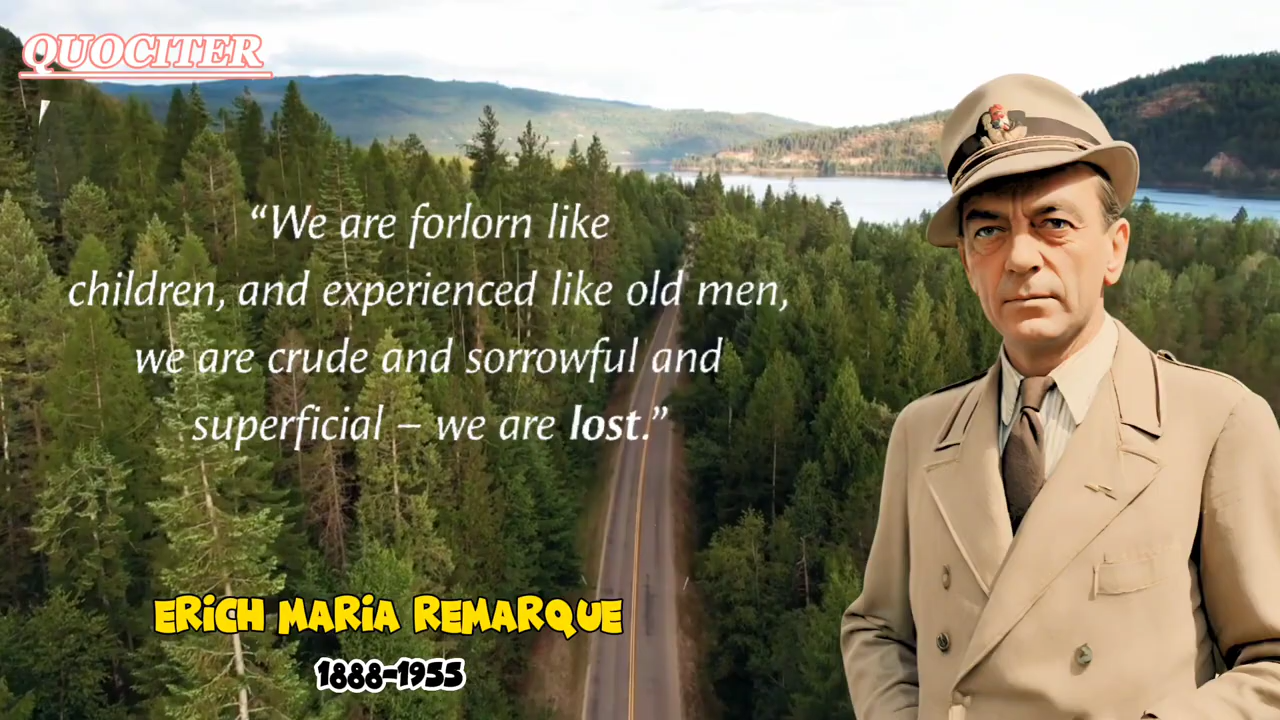 QUOCITER
“We are forlorn like
children, and experienced like old men,
we are crude and sorrowful and
superficial – we are lost.”
ERiCH MARiA REMARQUE
1888-1955